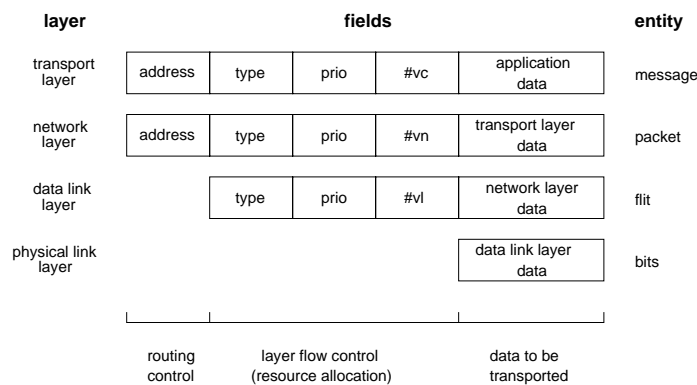 layer fields entity
transport
layer
address type prio #vc application
data
message
network
layer
address type prio #vn transport layer
data
packet
data link
layer
type prio #vl network layer
data
flit
physical link
layer
data link layer
data
bits
routing
control
layer flow control
(resource allocation)
data to be
transported